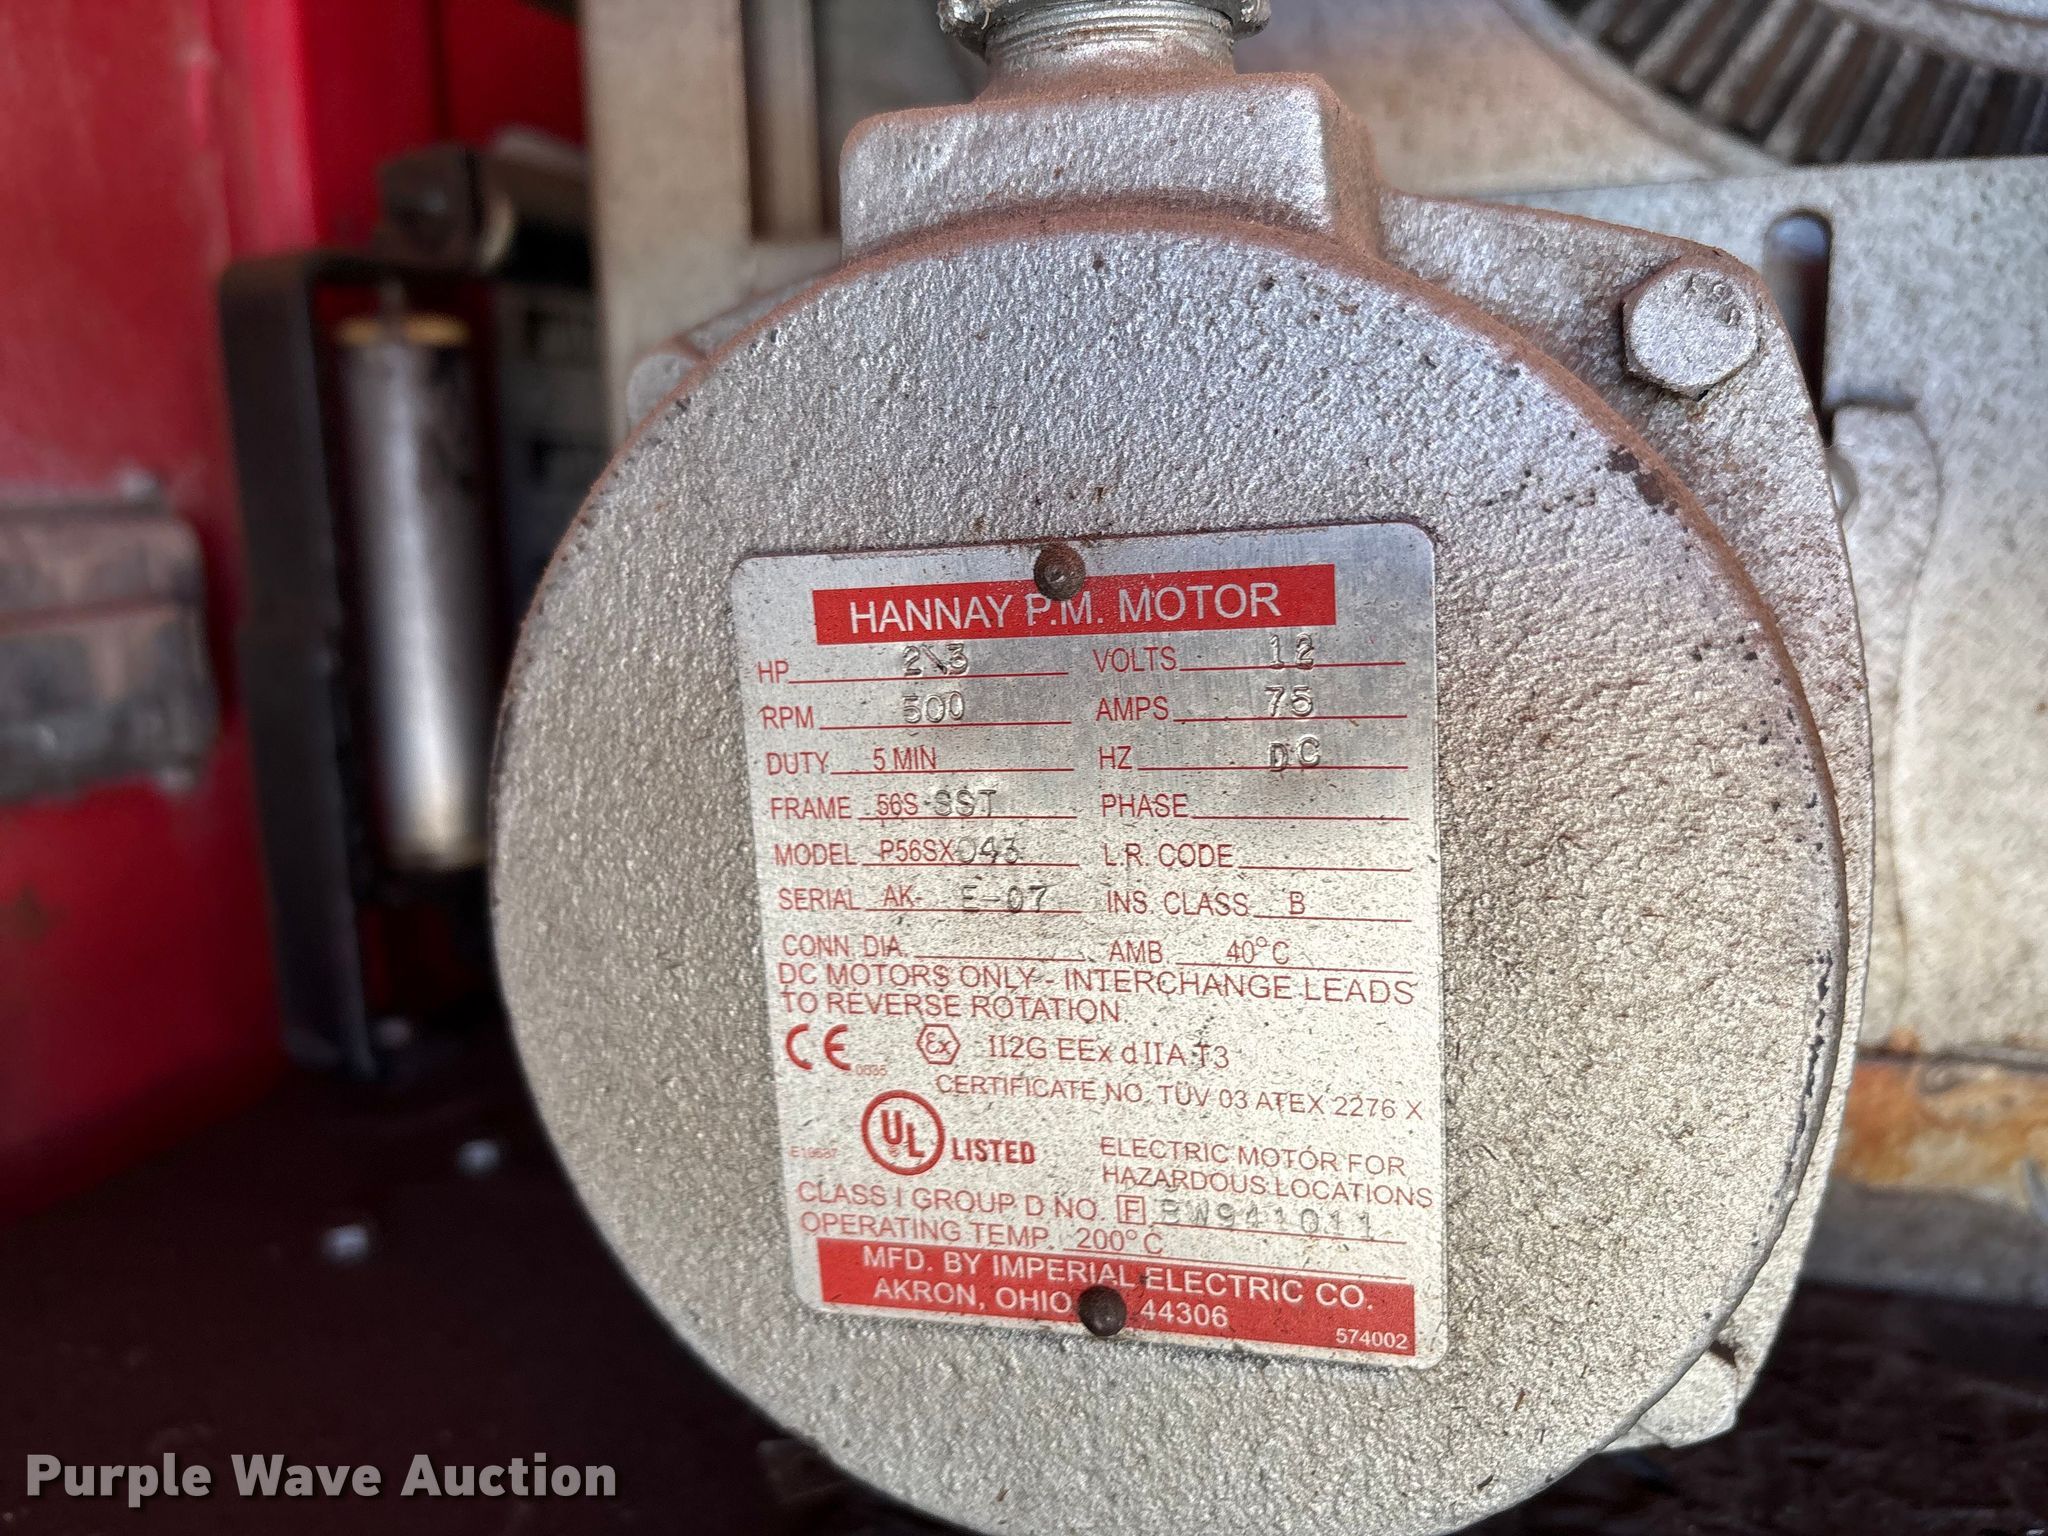 HANNAY P.M. MOTOR
HP 2\3 VOLTS 12
RPM 500 AMPS 75
DUTY 5 MIN HZ DC
FRAME 56S SST PHASE
MODEL P56SX043 L.R. CODE
SERIAL AK- E-07 INS. CLASS B
CONN. DIA. AMB. 40°C
DC MOTORS ONLY - INTERCHANGE LEADS
TO REVERSE ROTATION
CE 0035 Ex II2G EEx d IIA T3
CERTIFICATE NO. TÜV 03 ATEX 2276 X
UL LISTED ELECTRIC MOTOR FOR
HAZARDOUS LOCATIONS
CLASS I GROUP D NO. F BW941011
OPERATING TEMP. 200°C
MFD. BY IMPERIAL ELECTRIC CO.
AKRON, OHIO 44306
574002
Purple Wave Auction